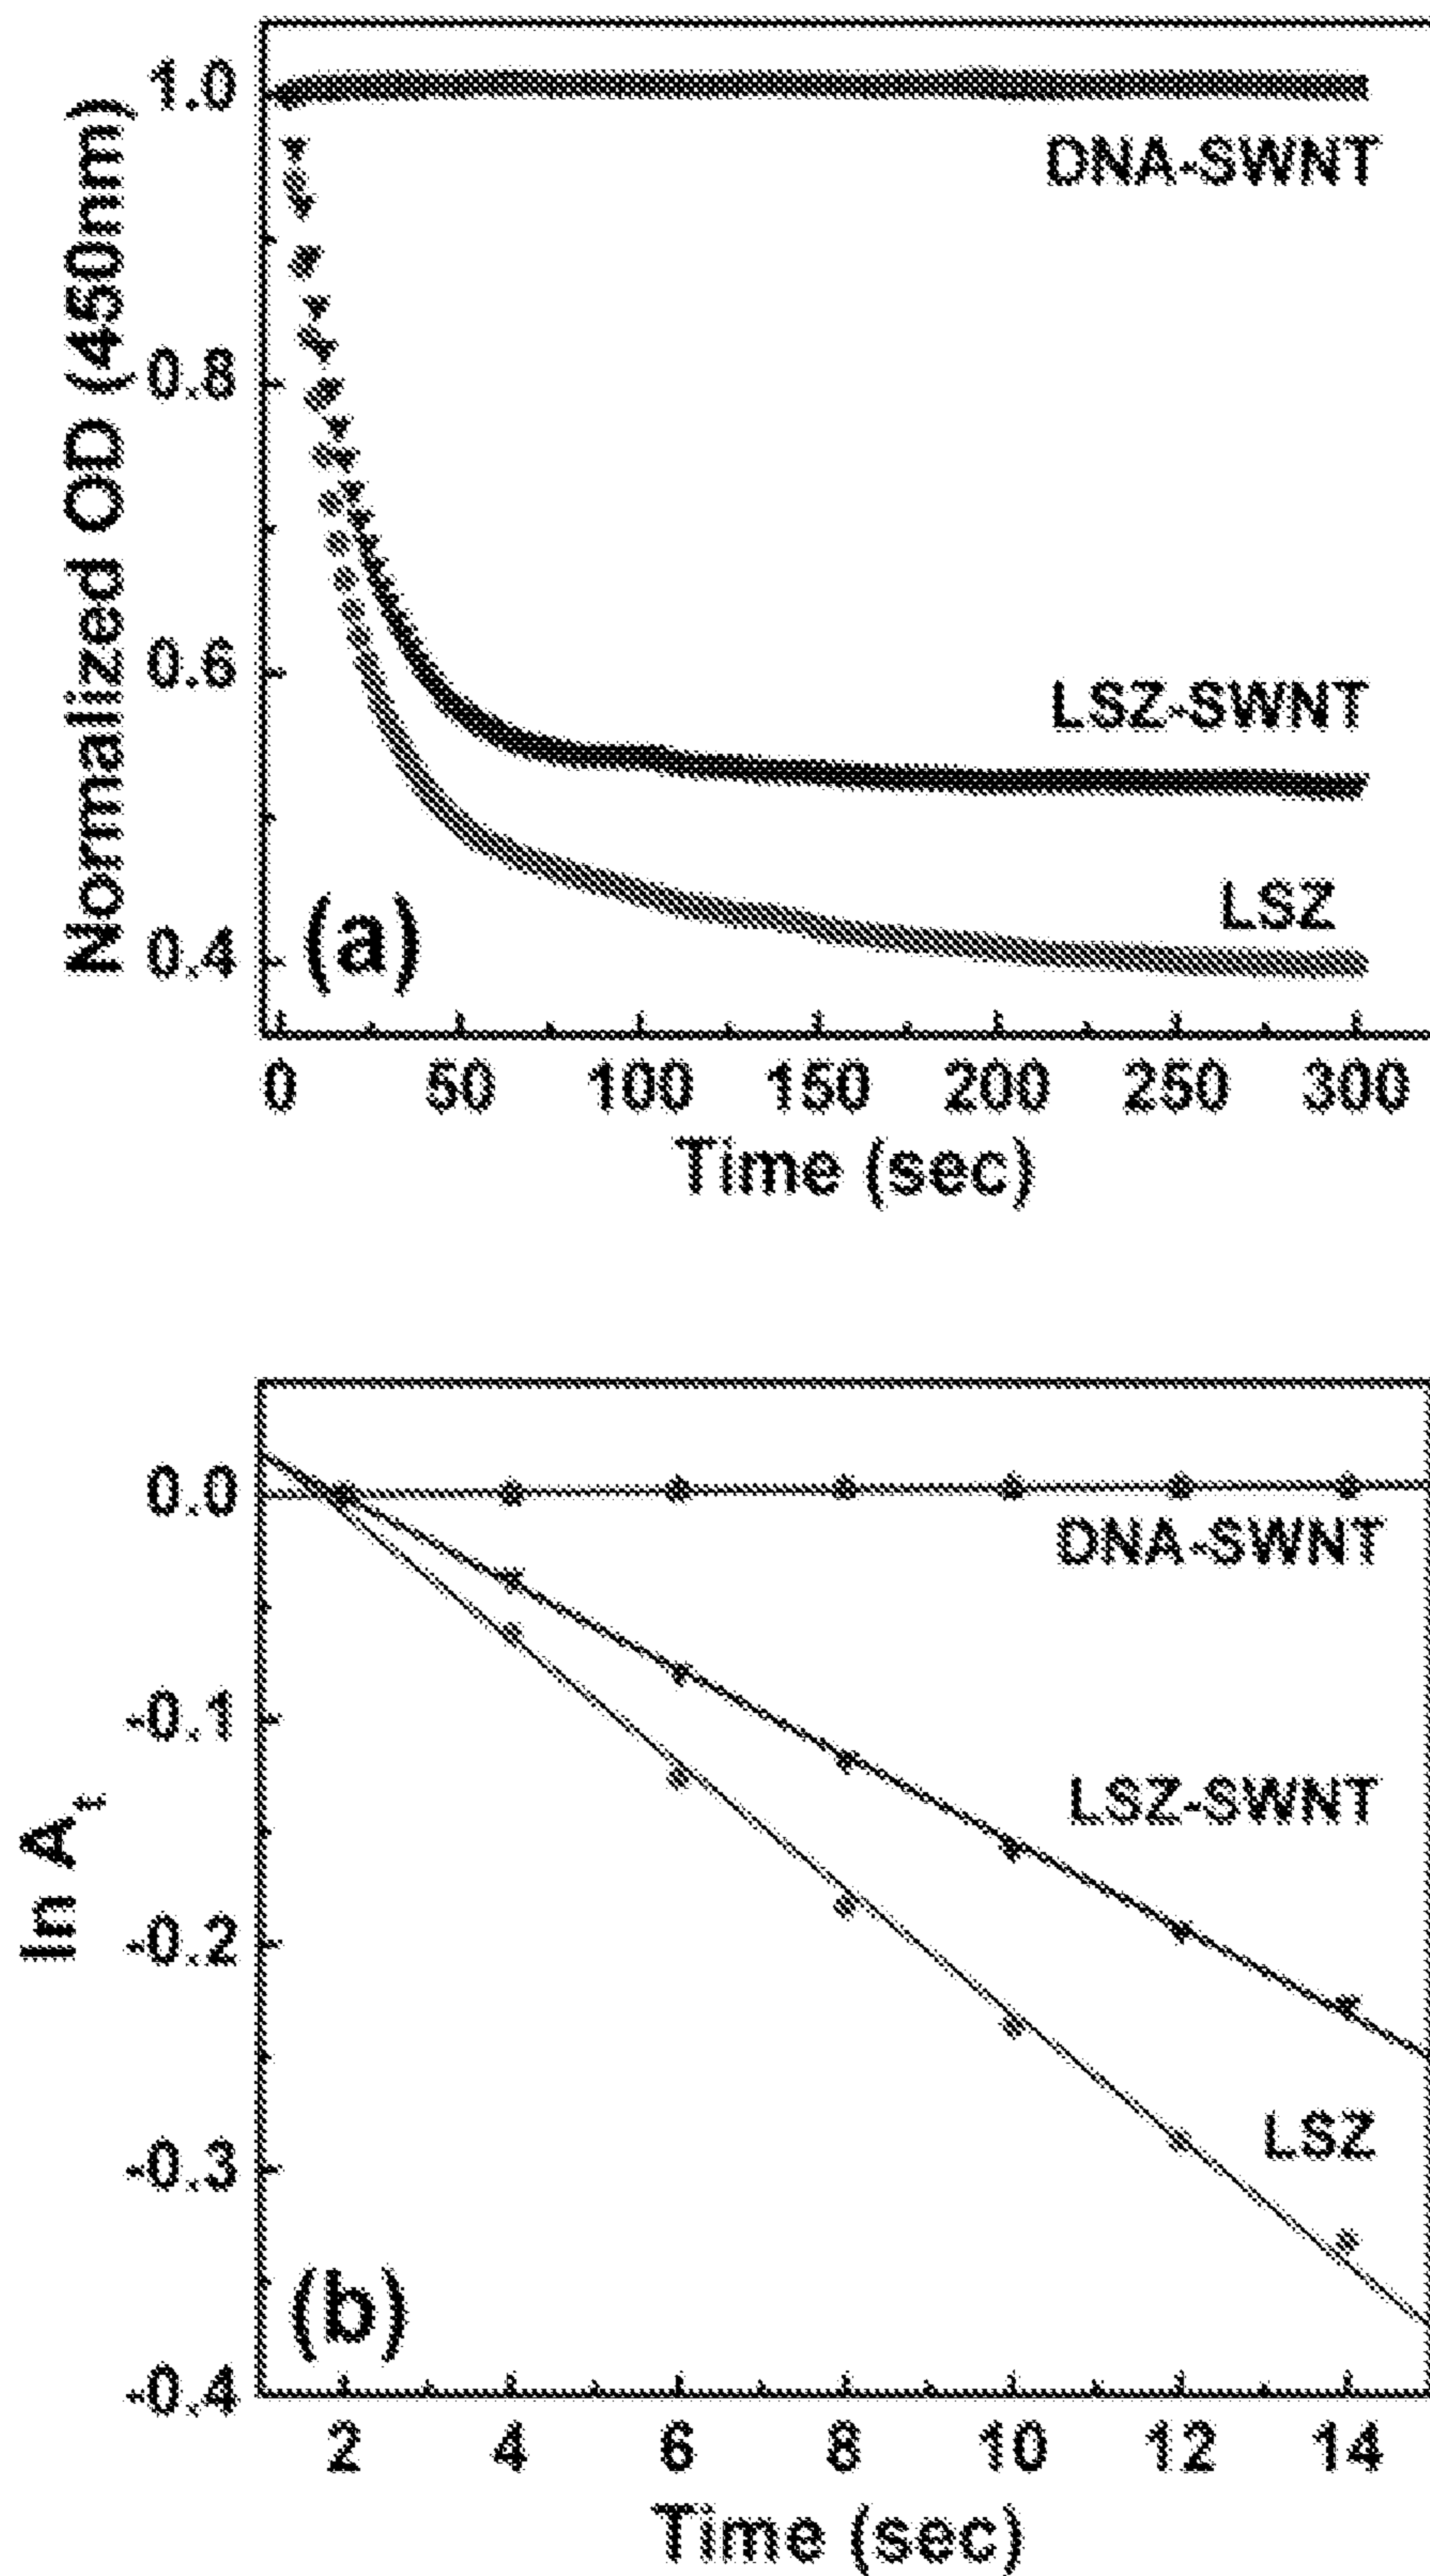 1.0
DNA-SWNT
0.8
Normalized OD (450nm)
0.6
LSZ-SWNT
LSZ
0.4
(a)
0 50 100 150 200 250 300
Time (sec)
0.0
DNA-SWNT
-0.1
LSZ-SWNT
ln At
-0.2
LSZ
-0.3
(b)
-0.4
2 4 6 8 10 12 14
Time (sec)